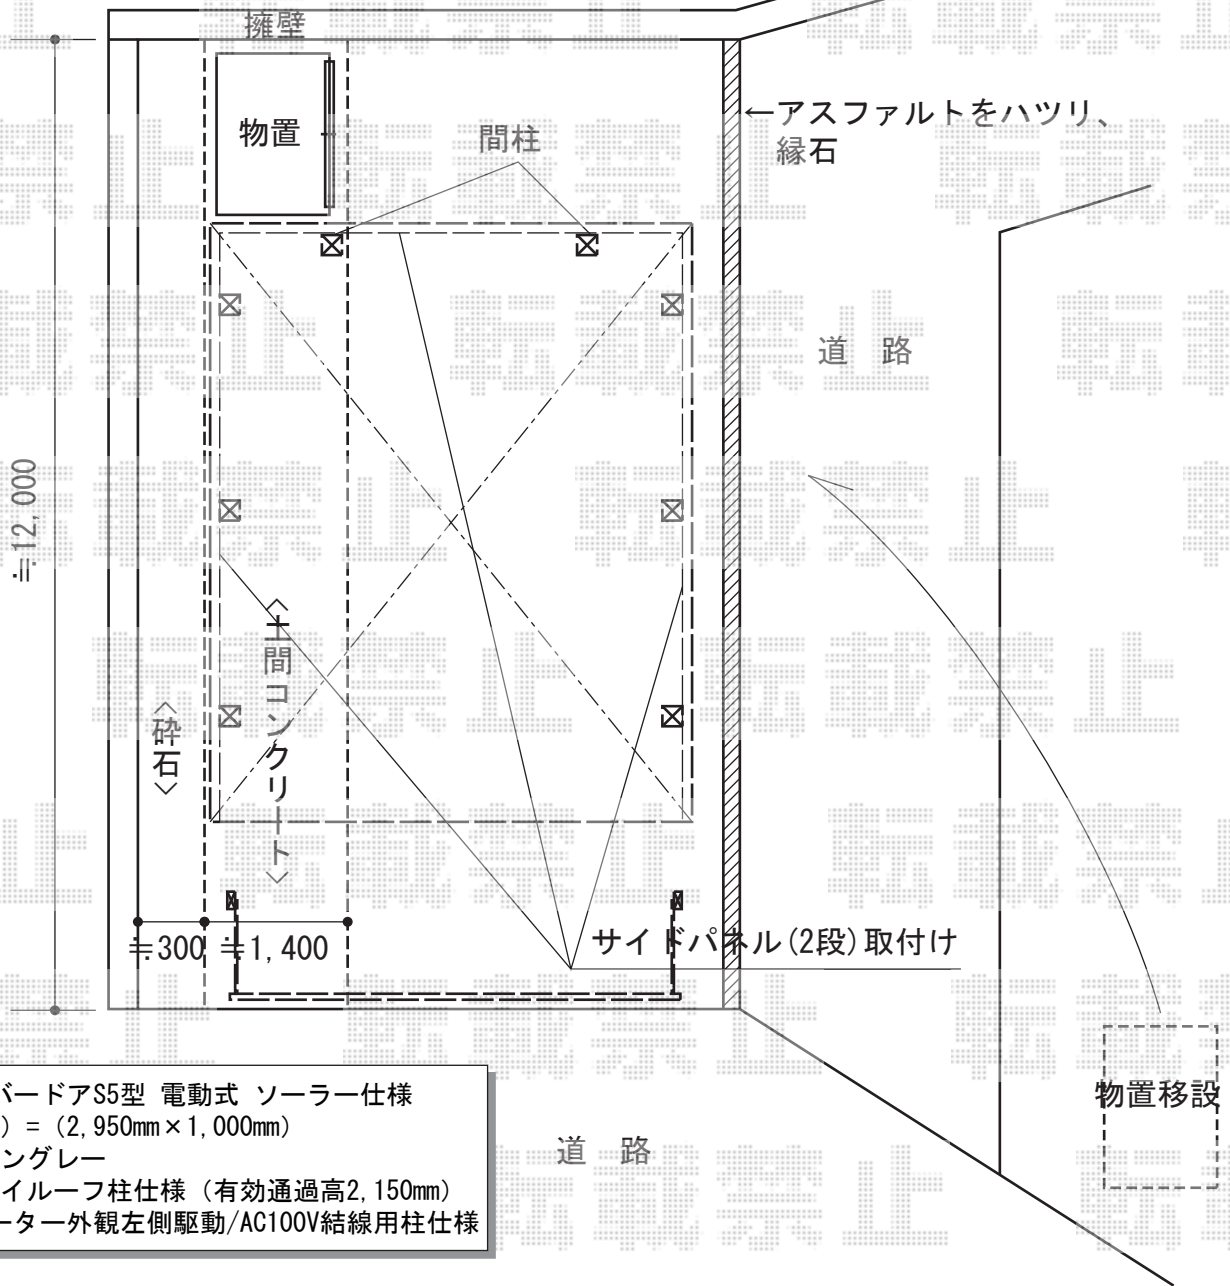 擁壁
物置
間柱
←アスファルトをハツリ、
縁石
道 路
≒12,000
〈土間コンクリート〉
〈砕石〉
≒300
≒1,400
サイドパネル(2段)取付け
物置移設
道 路
バードアS5型 電動式 ソーラー仕様
) = (2,950mm×1,000mm)
ングレー
イルーフ柱仕様 (有効通過高2,150mm)
ーター外観左側駆動/AC100V結線用柱仕様
転載禁止